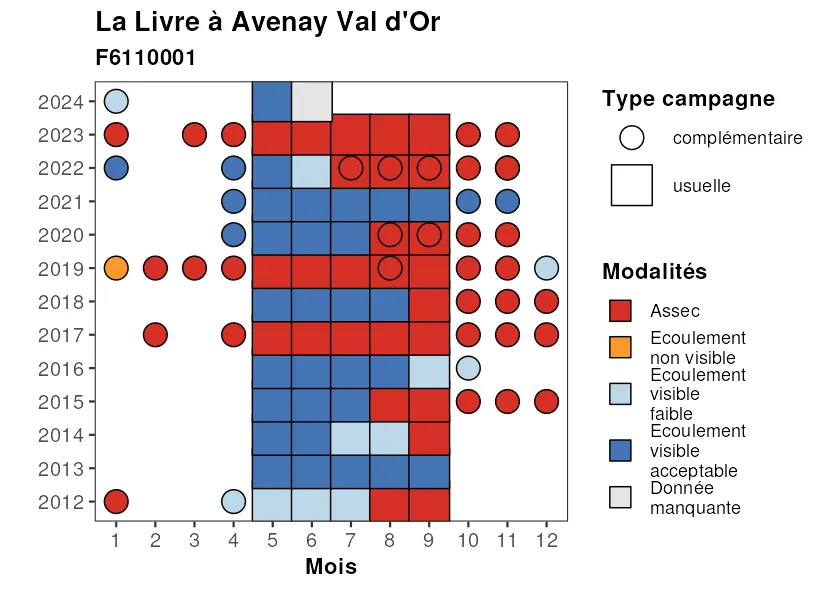 La Livre à Avenay Val d'Or
F6110001
2024
2023
2022
2021
2020
2019
2018
2017
2016
2015
2014
2013
2012
1 2 3 4 5 6 7 8 9 10 11 12
Mois
Type campagne
complémentaire
usuelle
Modalités
Assec
Ecoulement
non visible
Ecoulement
visible
faible
Ecoulement
visible
acceptable
Donnée
manquante